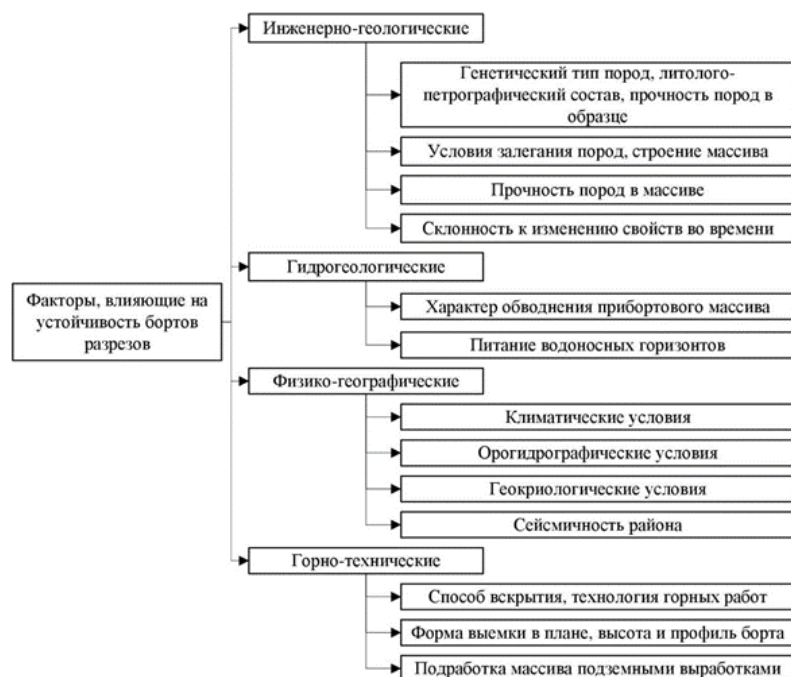 Инженерно-геологические
Генетический тип пород, литолого-
петрографический состав, прочность пород в
образце
Условия залегания пород, строение массива
Прочность пород в массиве
Склонность к изменению свойств во времени
Гидрогеологические
Факторы, влияющие на
устойчивость бортов
разрезов
Характер обводнения прибортового массива
Питание водоносных горизонтов
Физико-географические
Климатические условия
Орогидрографические условия
Геокриологические условия
Сейсмичность района
Горно-технические
Способ вскрытия, технология горных работ
Форма выемки в плане, высота и профиль борта
Подработка массива подземными выработками